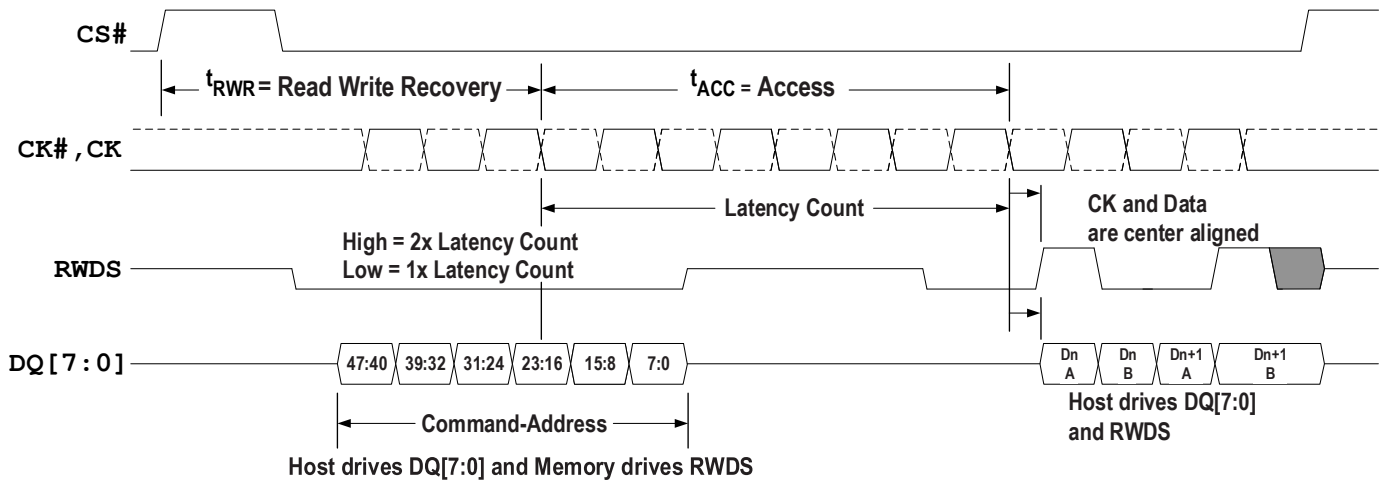 CS#
tRWR = Read Write Recovery
tACC = Access
CK#,CK
Latency Count
CK and Data
are center aligned
High = 2x Latency Count
Low = 1x Latency Count
RWDS
DQ[7:0]
47:40 39:32 31:24 23:16 15:8 7:0
Dn
A
Dn
B
Dn+1
A
Dn+1
B
Command-Address
Host drives DQ[7:0]
and RWDS
Host drives DQ[7:0] and Memory drives RWDS